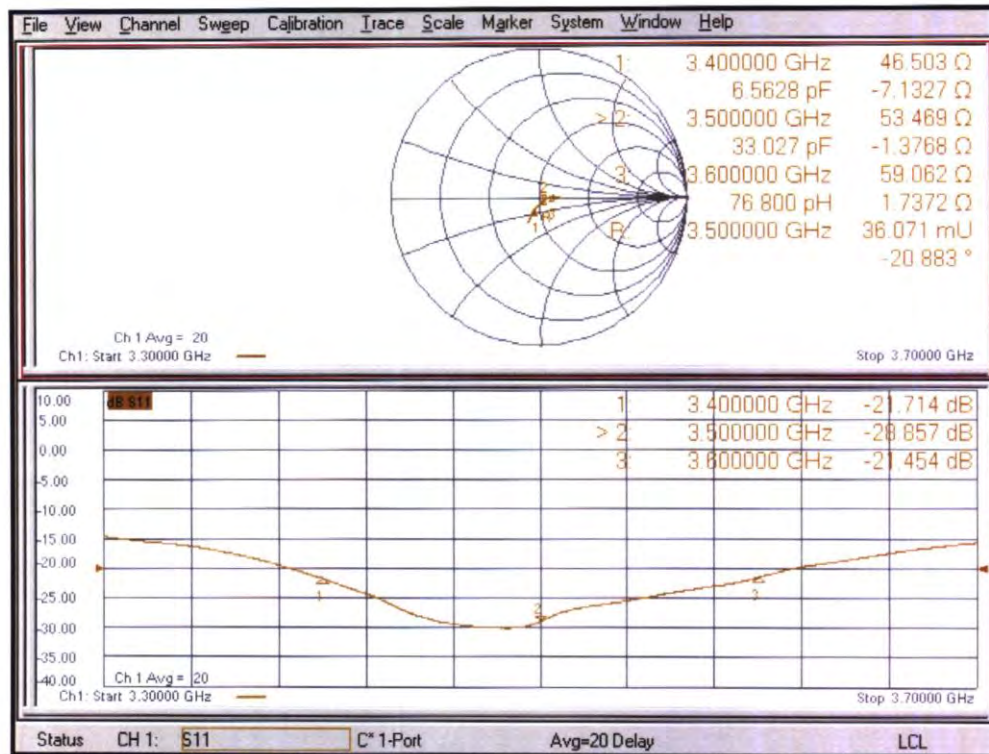 File View Channel Sweep Calibration Trace Scale Marker System Window Help
1: 3.400000 GHz 46.503 Ω
6.5628 pF -7.1327 Ω
> 2: 3.500000 GHz 53.469 Ω
33.027 pF -1.3768 Ω
3: 3.600000 GHz 59.062 Ω
76.800 pH 1.7372 Ω
R: 3.500000 GHz 36.071 mU
-20.883 °
2
1
Ch 1 Avg = 20
Ch1: Start 3.30000 GHz
Stop 3.70000 GHz
dB S11
1: 3.400000 GHz -21.714 dB
> 2: 3.500000 GHz -28.857 dB
3: 3.600000 GHz -21.454 dB
10.00
5.00
0.00
-5.00
-10.00
-15.00
-20.00
-25.00
-30.00
-35.00
-40.00
1
2
3
Ch 1 Avg = 20
Ch1: Start 3.30000 GHz
Stop 3.70000 GHz
Status CH 1: S11 C* 1-Port Avg=20 Delay LCL